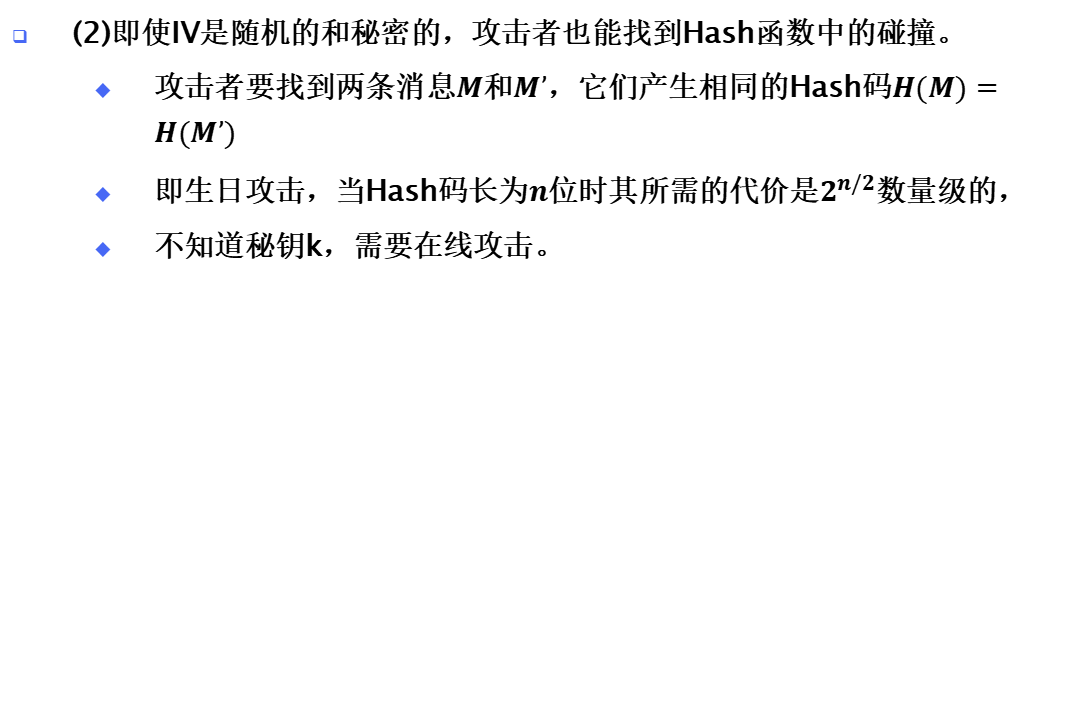 (2)即使IV是随机的和秘密的，攻击者也能找到Hash函数中的碰撞。
攻击者要找到两条消息M和M’，它们产生相同的Hash码H(M) =
H(M’)
即生日攻击，当Hash码长为n位时其所需的代价是2^{n/2}数量级的，
不知道秘钥k，需要在线攻击。